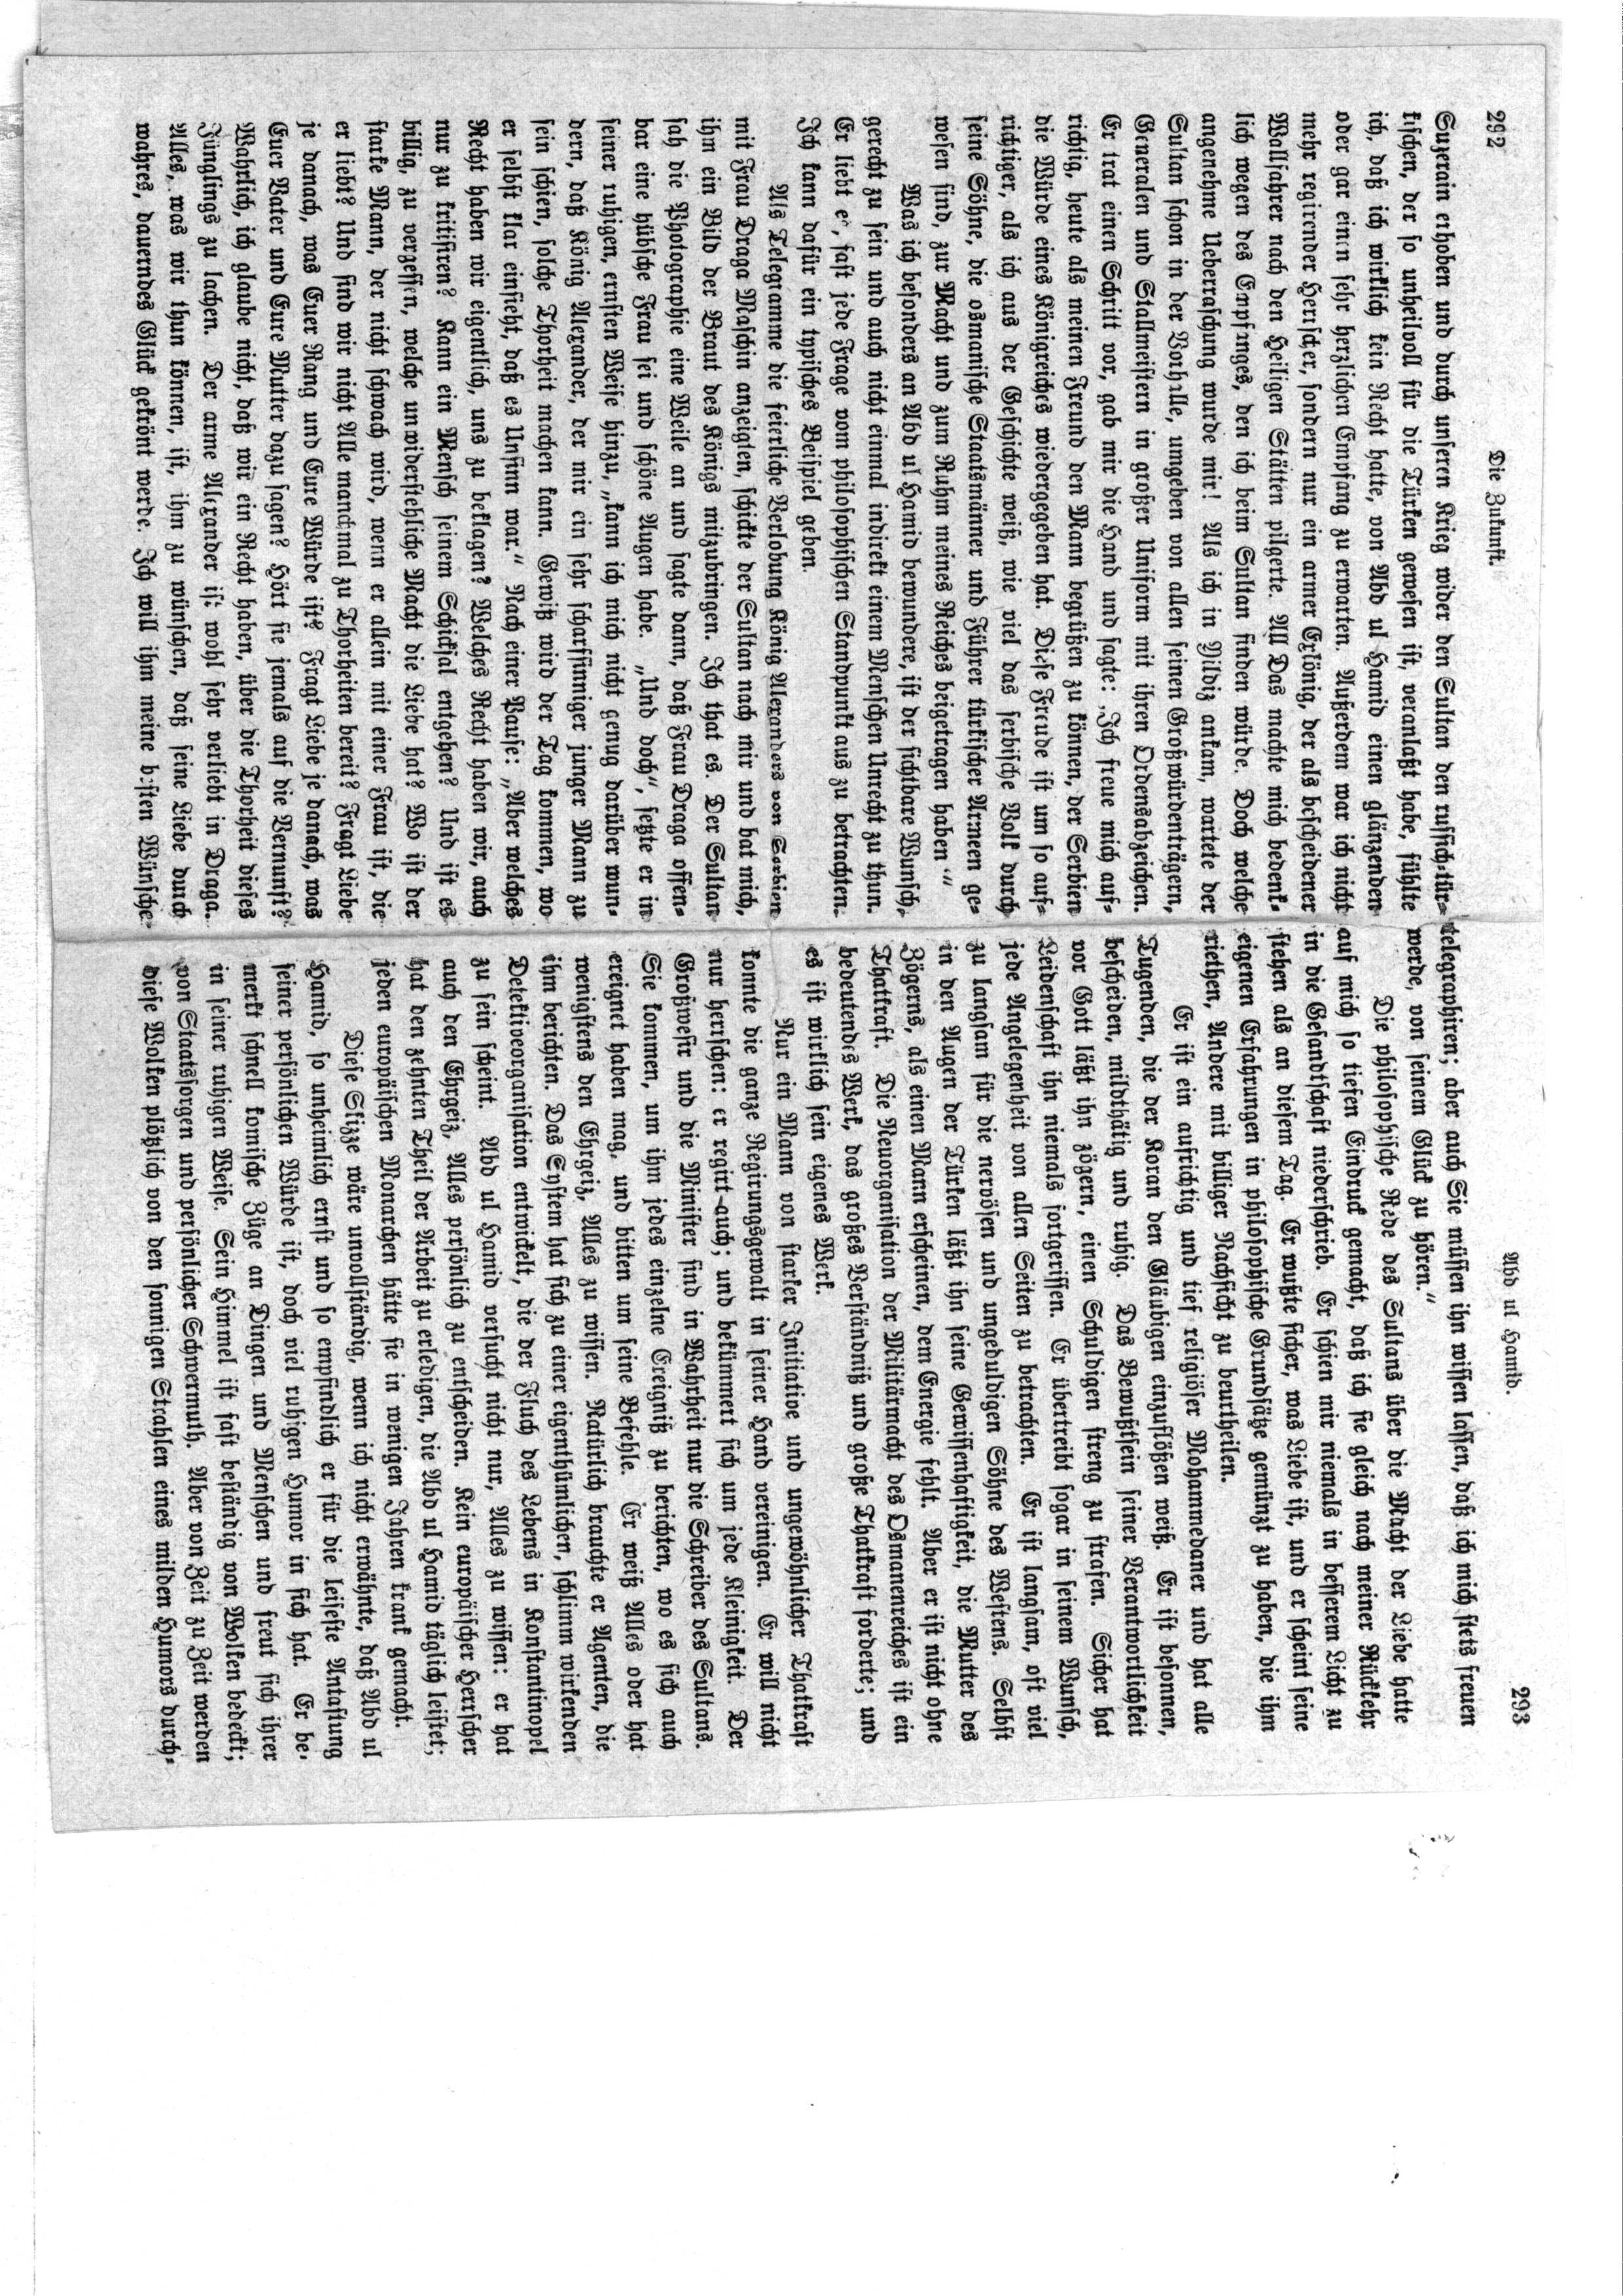 292
Die Zukunft.
Suzerain erhoben und durch unseren Krieg wider den Sultan den russich-tür-
kischen, der so unheilvoll für die Türken gewesen ist, veranlaßt habe, fühlte
ich, daß ich wirklich kein Recht hatte, von Abd ul Hamid einen glänzenden
oder gar einen sehr herzlichen Empfang zu erwarten. Außerdem war ich nicht
mehr regirender Herrscher, sondern nur ein armer Exkönig, der als bescheidener
Wallfahrer nach den Heiligen Stätten pilgerte. All Das machte mich bedenk-
lich wegen des Empfanges, den ich beim Sultan finden würde. Doch welche
angenehme Ueberraschung wurde mir! Als ich in Yildiz ankam, wartete der
Sultan schon in der Vorhalle, umgeben von allen seinen Großwürdenträgern,
Generalen und Stallmeistern in großer Uniform mit ihren Ordensabzeichen.
Er trat einen Schritt vor, gab mir die Hand und sagte: ‚Ich freue mich auf-
richtig, heute als meinen Freund den Mann begrüßen zu können, der Serbien
die Würde eines Königreichs wiedergegeben hat. Diese Freude ist um so auf-
richtiger, als ich aus der Geschichte weiß, wie viel das serbische Volk durch
seine Söhne, die osmanische Staatsmänner und Führer türkischer Armeen ge-
wesen sind, zur Macht und zum Ruhm meines Reiches beigetragen haben‘“
Was ich besonders an Abd ul Hamid bewundere, ist der sichtbare Wunsch,
gerecht zu sein und auch nicht einmal indirekt einem Menschen Unrecht zu thun.
Er liebt es, fast jede Frage vom philosophischen Standpunkt aus zu betrachten.
Ich kann dafür ein typisches Beispiel geben.
Als Telegramme die feierliche Verlobung König Alexanders von Serbien
mit Frau Draga Maschin anzeigten, schickte der Sultan nach mir und bat mich,
ihm ein Bild der Braut des Königs mitzubringen. Ich that es. Der Sultan
sah die Photographie eine Weile an und sagte dann, daß Frau Draga offen-
bar eine hübsche Frau sei und schöne Augen habe. „Und doch“, setzte er in
seiner ruhigen, ernsten Weise hinzu, „kann ich mich nicht genug darüber wun-
dern, daß König Alexander, der mir ein sehr scharfsinniger junger Mann zu
sein schien, solche Thorheit machen kann. Gewiß wird der Tag kommen, wo
er selbst klar einsieht, daß es Unsinn war.“ Nach einer Pause: „Aber welches
Recht haben wir eigentlich, uns zu beklagen? Welches Recht haben wir, auch
nur zu kritisiren? Kann ein Mensch seinem Schicksal entgehen? Und ist es
billig, zu vergessen, welche unwiderstehliche Macht die Liebe hat? Wo ist der
starke Mann, der nicht schwach wird, wenn er allein mit einer Frau ist, die
er liebt? Und sind wir nicht Alle manchmal zu Thorheiten bereit? Fragt Liebe
je danach, was Euer Rang und Eure Würde ist? Fragt Liebe je danach, was
Euer Vater und Eure Mutter dazu sagen? Hört sie jemals auf die Vernunft?
Wahrlich, ich glaube nicht, daß wir ein Recht haben, über die Thorheit dieses
Jünglings zu lachen. Der arme Alexander ist wohl sehr verliebt in Draga.
Alles, was wir thun können, ist, ihm zu wünschen, daß seine Liebe durch
wahres, dauerndes Glück gekrönt werde. Ich will ihm meine besten Wünsche
Abd ul Hamid.
293
telegraphiren; aber auch Sie müssen ihn wissen lassen, daß ich mich stets freuen
werde, von seinem Glück zu hören.“
Die philosophische Rede des Sultans über die Macht der Liebe hatte
auf mich so tiefen Eindruck gemacht, daß ich sie gleich nach meiner Rückkehr
in die Gesandtschaft niederschrieb. Er schien mir niemals in besserem Licht zu
stehen als an diesem Tag. Er wußte sicher, was Liebe ist, und er scheint seine
eigenen Erfahrungen in philosophische Grundsätze gemünzt zu haben, die ihm
riethen, Andere mit billiger Nachsicht zu beurtheilen.
Er ist ein aufrichtig und tief religiöser Mohammedaner und hat alle
Tugenden, die der Koran den Gläubigen einzuflößen weiß. Er ist besonnen,
bescheiden, mildthätig und ruhig. Das Bewußtsein seiner Verantwortlichkeit
vor Gott läßt ihn zögern, einen Schuldigen streng zu strafen. Sicher hat
Leidenschaft ihn niemals fortgerissen. Er übertreibt sogar in seinem Wunsch,
jede Angelegenheit von allen Seiten zu betrachten. Er ist langsam, oft viel
zu langsam für die nervösen und ungeduldigen Söhne des Westens. Selbst
in den Augen der Türken läßt ihn seine Gewissenhaftigkeit, die Mutter des
Zögerns, als einen Mann erscheinen, dem Energie fehlt. Aber er ist nicht ohne
Thatkraft. Die Neuorganisation der Militärmacht des Osmanenreiches ist ein
bedeutendes Werk, das großes Verständniß und große Thatkraft forderte; und
es ist wirklich sein eigenes Werk.
Nur ein Mann von starker Initiative und ungewöhnlicher Thatkraft
konnte die ganze Regirungsgewalt in seiner Hand vereinigen. Er will nicht
nur herrschen: er regirt auch; und bekümmert sich um jede Kleinigkeit. Der
Großwesir und die Minister sind in Wahrheit nur die Schreiber des Sultans.
Sie kommen, um ihm jedes einzelne Ereigniß zu berichten, wo es sich auch
ereignet haben mag, und bitten um seine Befehle. Er weiß Alles oder hat
wenigstens den Ehrgeiz, Alles zu wissen. Natürlich brauchte er Agenten, die
ihm berichten. Das System hat sich zu einer eigenthümlichen, schlimm wirkenden
Detektiveorganisation entwickelt, die der Fluch des Lebens in Konstantinopel
zu sein scheint. Abd ul Hamid versucht nicht nur, Alles zu wissen: er hat
auch den Ehrgeiz, Alles persönlich zu entscheiden. Kein europäischer Herrscher
hat den zehnten Theil der Arbeit zu erledigen, die Abd ul Hamid täglich leistet;
jeden europäischen Monarchen hätte sie in wenigen Jahren krank gemacht.
Diese Skizze wäre unvollständig, wenn ich nicht erwähnte, daß Abd ul
Hamid, so unheimlich ernst und so empfindlich er für die leiseste Antastung
seiner persönlichen Würde ist, doch viel ruhigen Humor in sich hat. Er be-
merkt schnell komische Züge an Dingen und Menschen und freut sich ihrer
in seiner ruhigen Weise. Sein Himmel ist fast beständig von Wolken bedeckt;
von Staatssorgen und persönlicher Schwermuth. Aber von Zeit zu Zeit werden
diese Wolken plötzlich von den sonnigen Strahlen eines milden Humors durch-